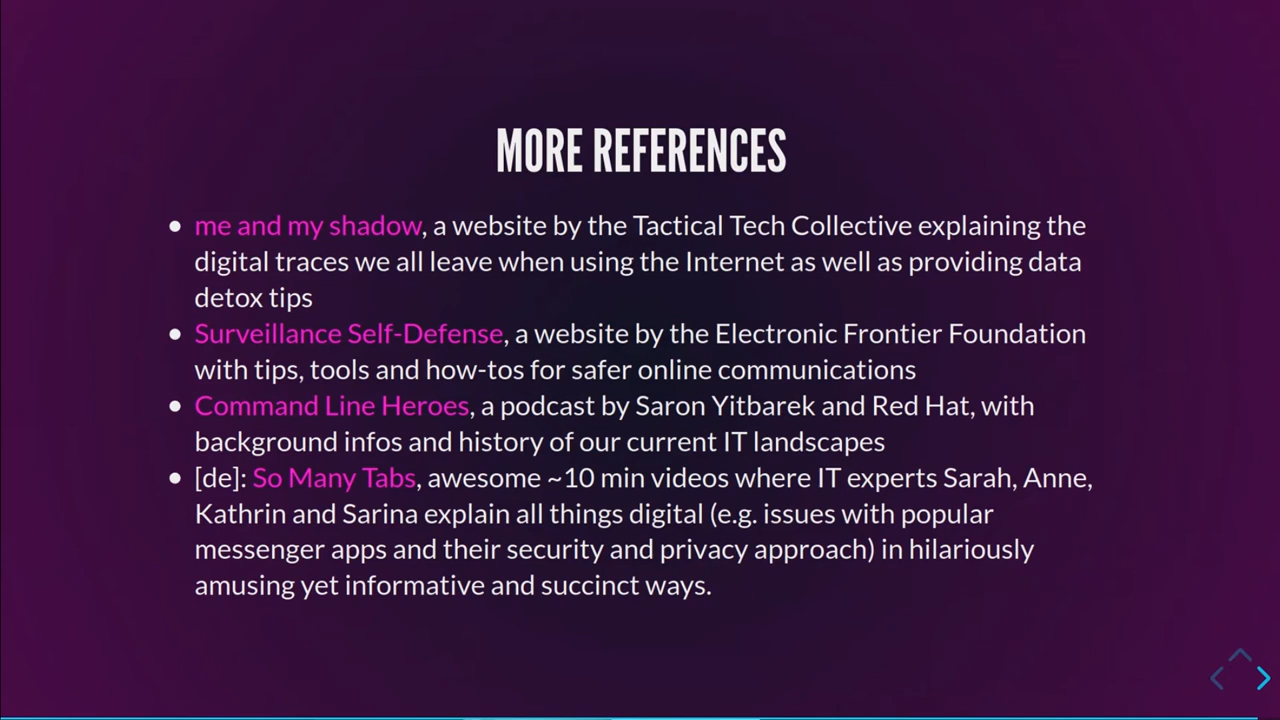 MORE REFERENCES
me and my shadow, a website by the Tactical Tech Collective explaining the
digital traces we all leave when using the Internet as well as providing data
detox tips
Surveillance Self-Defense, a website by the Electronic Frontier Foundation
with tips, tools and how-tos for safer online communications
Command Line Heroes, a podcast by Saron Yitbarek and Red Hat, with
background infos and history of our current IT landscapes
[de]: So Many Tabs, awesome ~10 min videos where IT experts Sarah, Anne,
Kathrin and Sarina explain all things digital (e.g. issues with popular
messenger apps and their security and privacy approach) in hilariously
amusing yet informative and succinct ways.